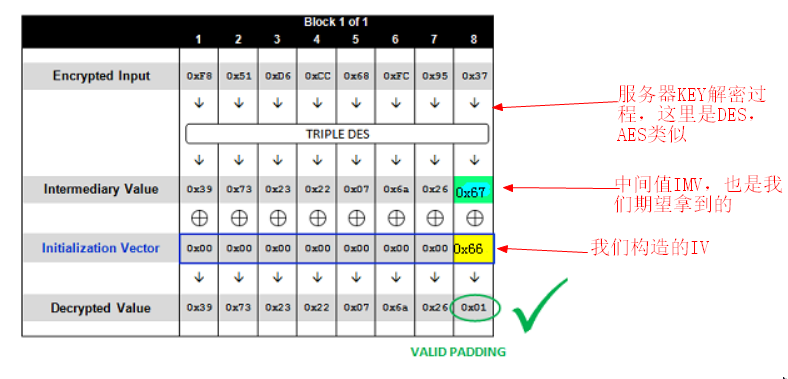 Block 1 of 1
1 2 3 4 5 6 7 8
Encrypted Input 0xF8 0x51 0xD6 0xCC 0x68 0xFC 0x95 0x37
服务器KEY解密过
程，这里是DES，
AES类似
TRIPLE DES
Intermediary Value 0x39 0x73 0x23 0x22 0x07 0x6a 0x26 0x67
中间值IMV，也是我
们期望拿到的
Initialization Vector 0x00 0x00 0x00 0x00 0x00 0x00 0x00 0x66
我们构造的IV
Decrypted Value 0x39 0x73 0x23 0x22 0x07 0x6a 0x26 0x01
VALID PADDING